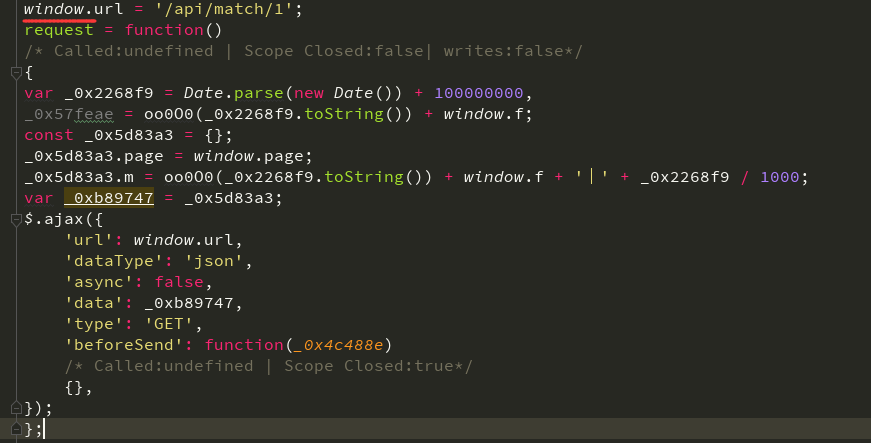 window.url = '/api/match/1';
request = function()
/* Called:undefined | Scope Closed:false| writes:false*/
{
var _0x2268f9 = Date.parse(new Date()) + 100000000,
_0x57feae = oo0O0(_0x2268f9.toString()) + window.f;
const _0x5d83a3 = {};
_0x5d83a3.page = window.page;
_0x5d83a3.m = oo0O0(_0x2268f9.toString()) + window.f + '丨' + _0x2268f9 / 1000;
var _0xb89747 = _0x5d83a3;
$.ajax({
    'url': window.url,
    'dataType': 'json',
    'async': false,
    'data': _0xb89747,
    'type': 'GET',
    'beforeSend': function(_0x4c488e)
    /* Called:undefined | Scope Closed:true*/
    {},
});
};